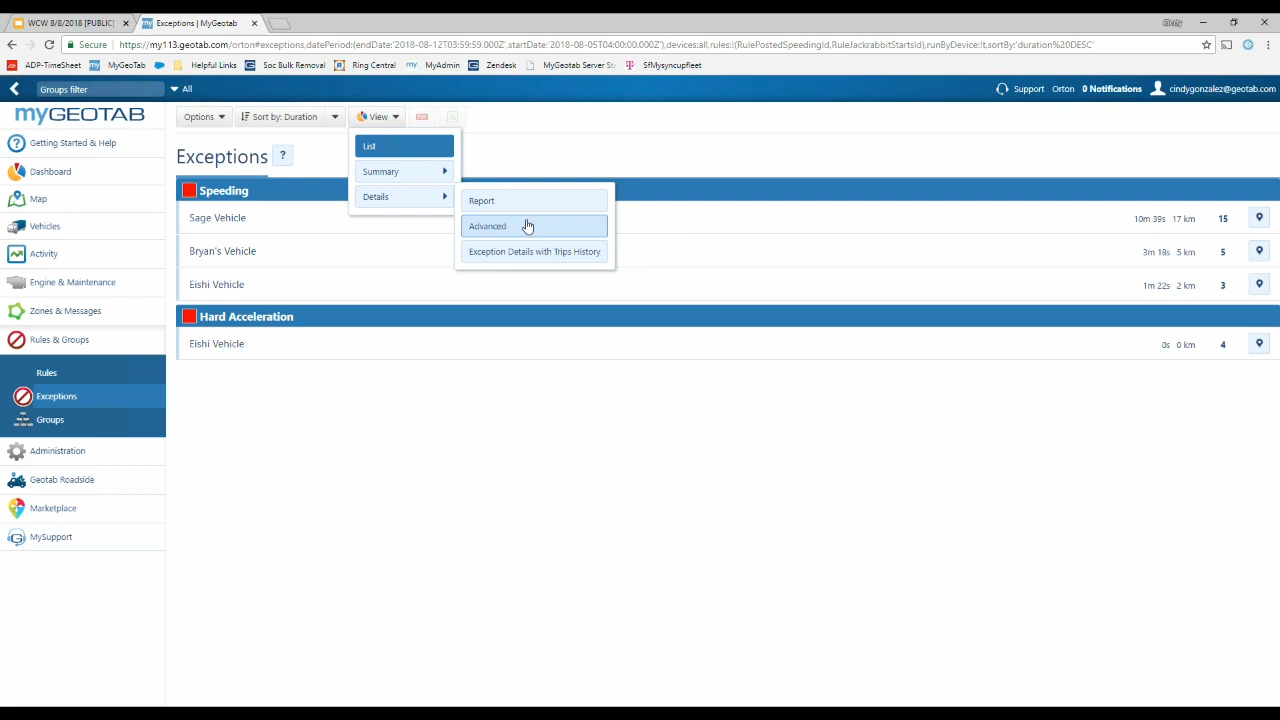 WCW 8/8/2018 [PUBLIC]
Exceptions | MyGeotab
Cindy
Secure
https://my113.geotab.com/orton#exceptions,datePeriod:(endDate:'2018-08-12T03:59:59.000Z',startDate:'2018-08-05T04:00:00.000Z'),devices:all,rules:!(RulePostedSpeedingId,RuleJackrabbitStartsId),runByDevice:!t,sortBy:'duration%20DESC'
ADP-TimeSheet
my MyGeoTab
Helpful Links
Soc Bulk Removal
Ring Central
my MyAdmin
Zendesk
MyGeotab Server St
SfMysyncupfleet
Groups filter
All
Support
Orton
0 Notifications
cindygonzalez@geotab.com
myGEOTAB
Options
Sort by: Duration
View
Getting Started & Help
Dashboard
Map
Vehicles
Activity
Engine & Maintenance
Zones & Messages
Rules & Groups
Rules
Exceptions
Groups
Administration
Geotab Roadside
Marketplace
MySupport
List
Summary
Details
Report
Advanced
Exception Details with Trips History
Exceptions ?
Speeding
Sage Vehicle 10m 39s 17 km 15
Bryan's Vehicle 3m 18s 5 km 5
Eishi Vehicle 1m 22s 2 km 3
Hard Acceleration
Eishi Vehicle 0s 0 km 4